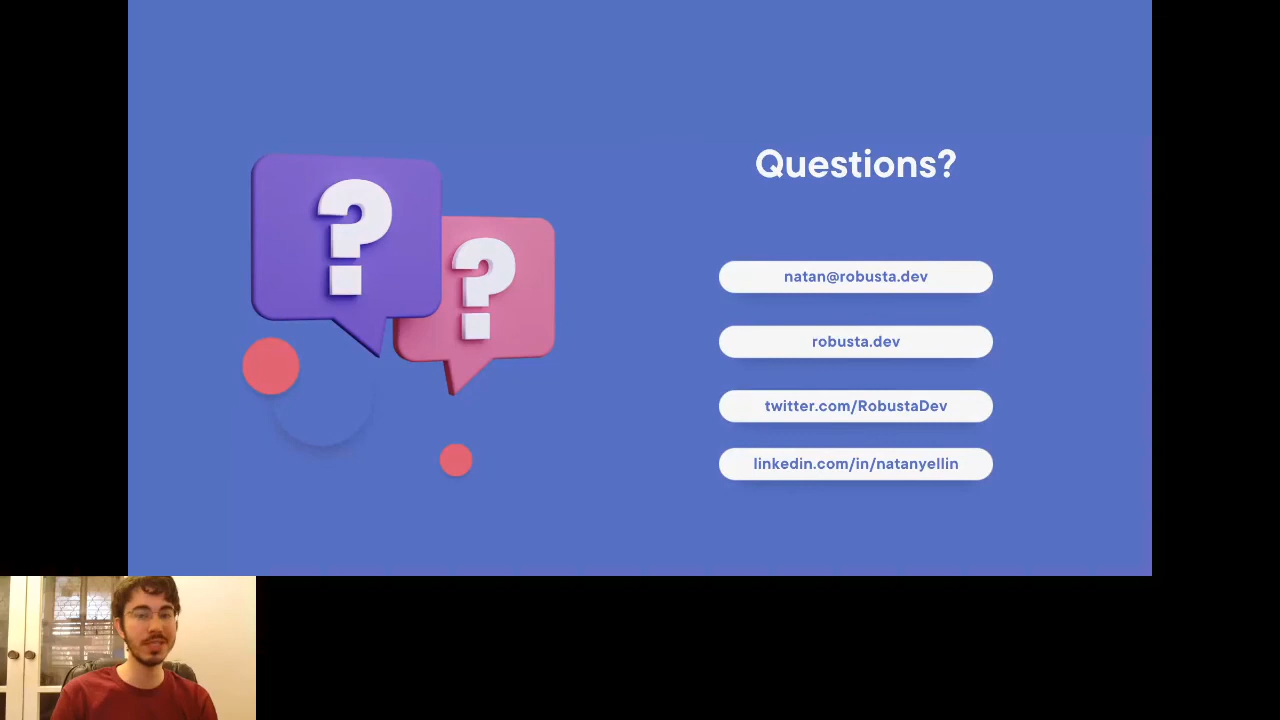 ? ?
Questions?
natan@robusta.dev
robusta.dev
twitter.com/RobustaDev
linkedin.com/in/natanyellin